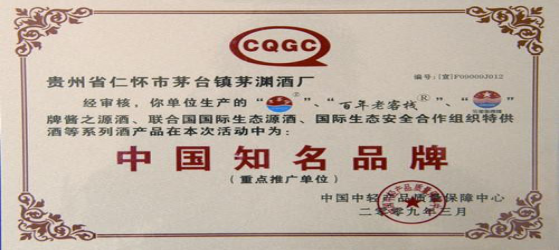 CQGC
贵州省仁怀市茅台镇茅渊酒厂
编号:[宣]F09000J012
经审核,你单位生产的“®”、“百年老客栈®”、“”
牌酱之源酒、联合国国际生态源酒、国际生态安全合作组织特供
酒等系列酒产品在本次活动中为:
中国知名品牌
(重点推广单位)
中国中轻产品质量保障中心
二零零九年三月